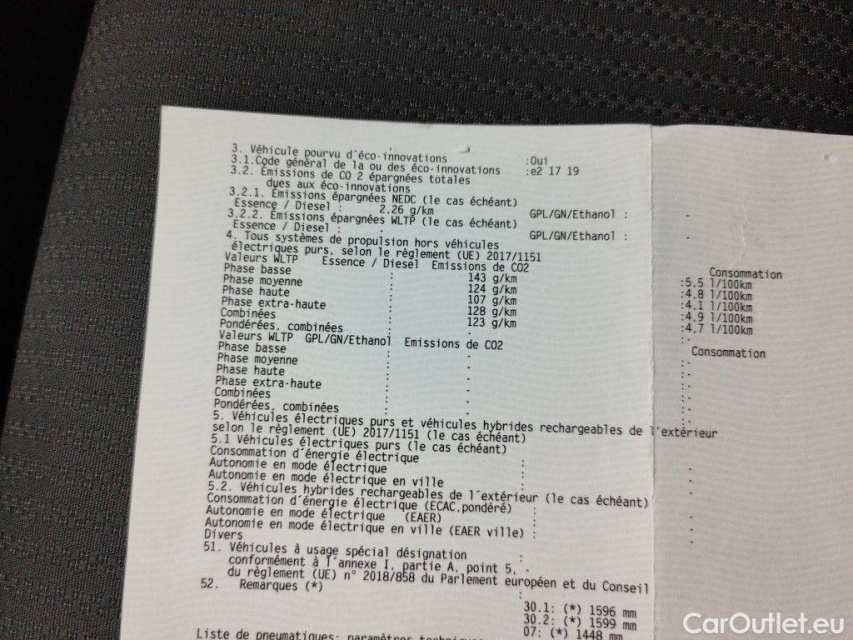 3. Véhicule pourvu d'éco-innovations :Oui
3.1.Code général de la ou des éco-innovations :e2 17 19
3.2. Emissions de CO 2 épargnées totales
dues aux éco-innovations
3.2.1. Emissions épargnées NEDC (le cas échéant)
Essence / Diesel : 2.26 g/km GPL/GN/Ethanol : -
3.2.2. Emissions épargnées WLTP (le cas échéant)
Essence / Diesel : - GPL/GN/Ethanol : -
4. Tous systèmes de propulsion hors véhicules
électriques purs, selon le règlement (UE) 2017/1151
Valeurs WLTP Essence / Diesel Emissions de CO2 Consommation
Phase basse : 143 g/km :5.5 l/100km
Phase moyenne : 124 g/km :4.8 l/100km
Phase haute : 107 g/km :4.1 l/100km
Phase extra-haute : 128 g/km :4.9 l/100km
Combinées : 123 g/km :4.7 l/100km
Pondérées, combinées : - :-
Valeurs WLTP GPL/GN/Ethanol Emissions de CO2 Consommation
Phase basse : - :-
Phase moyenne : - :-
Phase haute : - :-
Phase extra-haute : - :-
Combinées : - :-
Pondérées, combinées : - :-
5. Véhicules électriques purs et véhicules hybrides rechargeables de l'extérieur
selon le règlement (UE) 2017/1151 (le cas échéant)
5.1 Véhicules électriques purs (le cas échéant)
Consommation d'énergie électrique : -
Autonomie en mode électrique : -
Autonomie en mode électrique en ville : -
5.2. Véhicules hybrides rechargeables de l'extérieur (le cas échéant)
Consommation d'énergie électrique (ECAC,pondéré) : -
Autonomie en mode électrique (EAER) : -
Autonomie en mode électrique en ville (EAER ville) : -
Divers
51. Véhicules à usage spécial désignation
conformément à l'annexe I, partie A, point 5, : -
du règlement (UE) n° 2018/858 du Parlement européen et du Conseil
52. Remarques (*) :
30.1: (*) 1596 mm
30.2: (*) 1599 mm
07: (*) 1448 mm
Liste de pneumatiques: paramètres
CarOutlet.eu